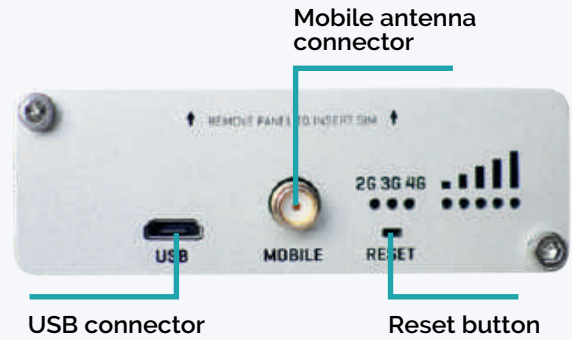 Mobile antenna
connector
REMOVE PANEL TO INSERT SIM
2G 3G 4G
USB
MOBILE
RESET
USB connector
Reset button